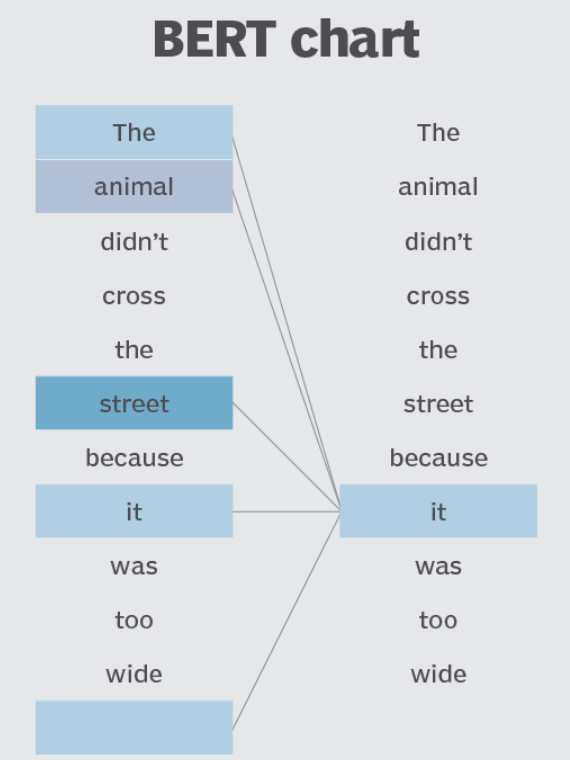 BERT chart
The The
animal animal
didn’t didn’t
cross cross
the the
street street
because because
it it
was was
too too
wide wide